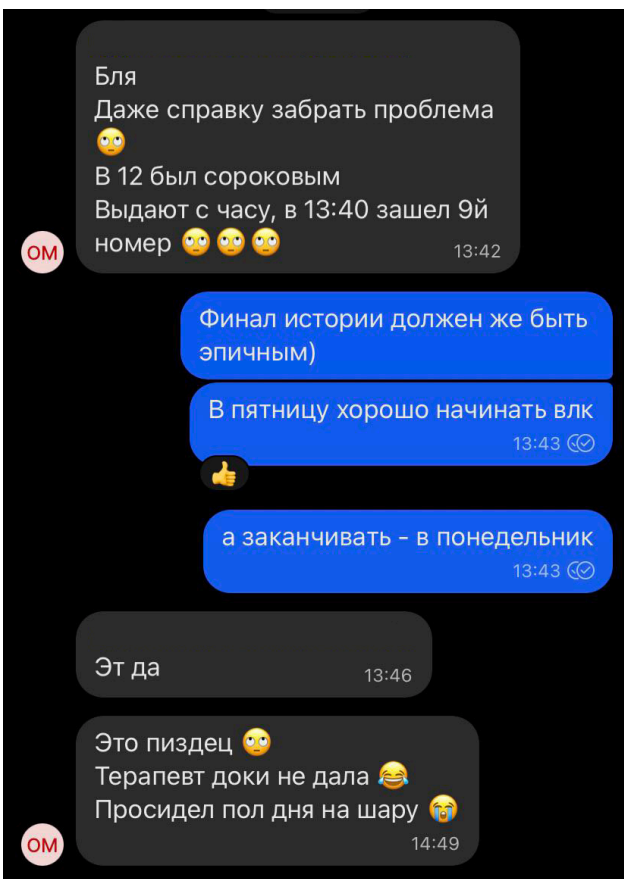 Бля
Даже справку забрать проблема
🙄
В 12 был сороковым
Выдают с часу, в 13:40 зашел 9й
номер 🙄🙄🙄
13:42
ОМ
Финал истории должен же быть
эпичным)
В пятницу хорошо начинать влк
13:43
👍
а заканчивать - в понедельник
13:43
Эт да
13:46
Это пиздец 🙄
Терапевт доки не дала 😂
Просидел пол дня на шару 😭
14:49
ОМ